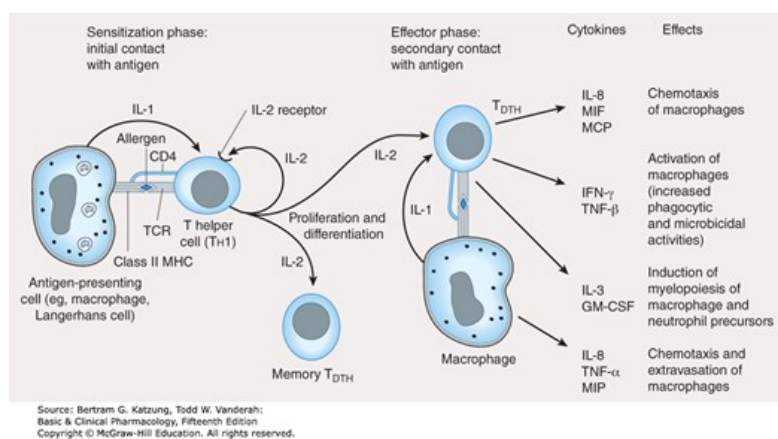 Sensitization phase:
initial contact
with antigen
Effector phase:
secondary contact
with antigen
Cytokines
Effects
IL-1
Allergen
CD4
IL-2 receptor
IL-2
TCR
Class II MHC
T helper
cell (TH1)
Antigen-presenting
cell (eg, macrophage,
Langerhans cell)
Proliferation and
differentiation
IL-2
IL-2
Memory TDTH
TDTH
IL-1
Macrophage
IL-8
MIF
MCP
Chemotaxis
of macrophages
IFN-γ
TNF-β
Activation of
macrophages
(increased
phagocytic
and microbicidal
activities)
IL-3
GM-CSF
Induction of
myelopoiesis of
macrophage and
neutrophil precursors
IL-8
TNF-α
MIP
Chemotaxis and
extravasation of
macrophages
Source: Bertram G. Katzung, Todd W. Vanderah:
Basic & Clinical Pharmacology, Fifteenth Edition
Copyright © McGraw-Hill Education. All rights reserved.